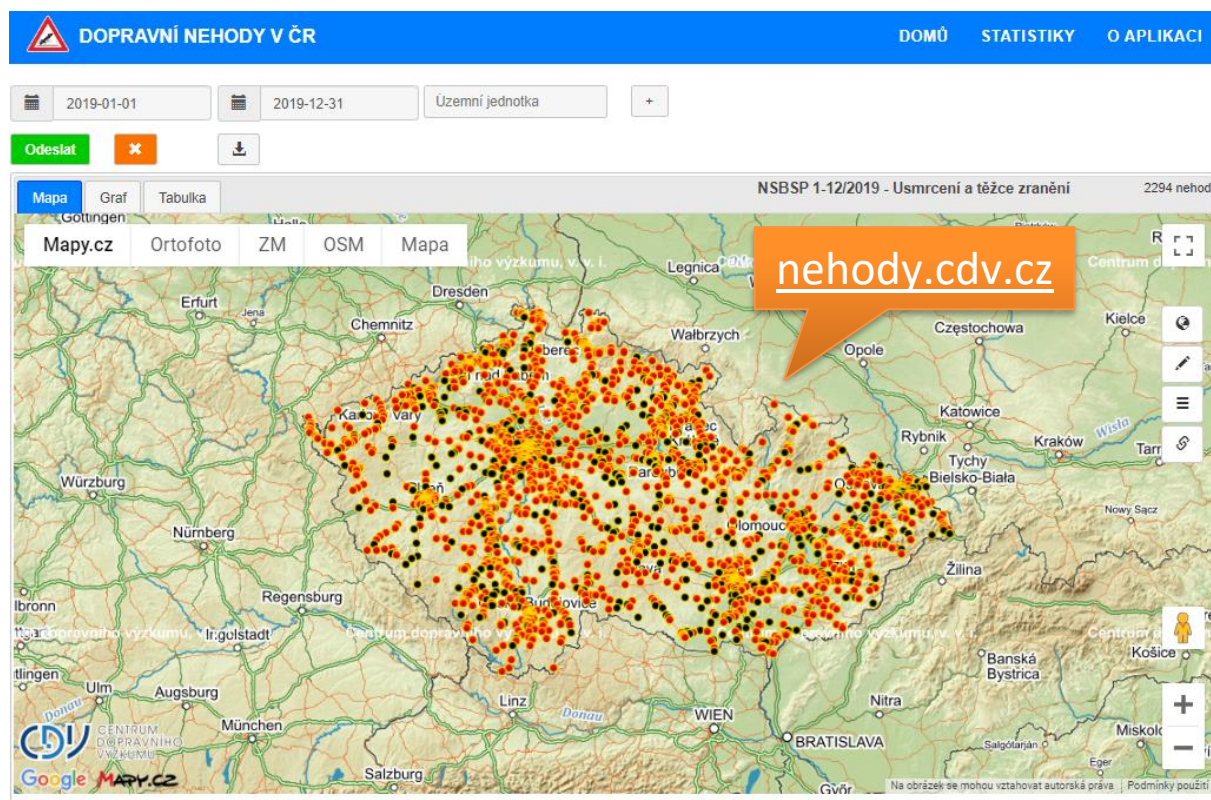 DOPRAVNÍ NEHODY V ČR
DOMŮ STATISTIKY O APLIKACI
2019-01-01 2019-12-31 Územní jednotka +
Odeslat
Mapa Graf Tabulka
NSBSP 1-12/2019 - Usmrcení a těžce zranění 2294 nehod
Göttingen
Mapy.cz Ortofoto ZM OSM Mapa
nehody.cdv.cz
Legnica
Dresden
Erfurt
Jena
Chemnitz
Wałbrzych
Częstochowa
Kielce
Opole
Katowice
Rybnik
Kraków
Wisła
Tychy
Bielsko-Biała
Würzburg
Nowy Sącz
Nürnberg
Olomouc
Žilina
Regensburg
Ingolstadt
Košice
Banská
Bystrica
Ulm
Augsburg
Linz
Donau
Nitra
Donau
München
WIEN
BRATISLAVA
Salgótarján
Eger
CDV CENTRUM
DOPRAVNÍHO
VÝZKUMU
Google MAPY.CZ
Salzburg
Győr
Na obrázek se mohou vztahovat autorská práva Podmínky použití